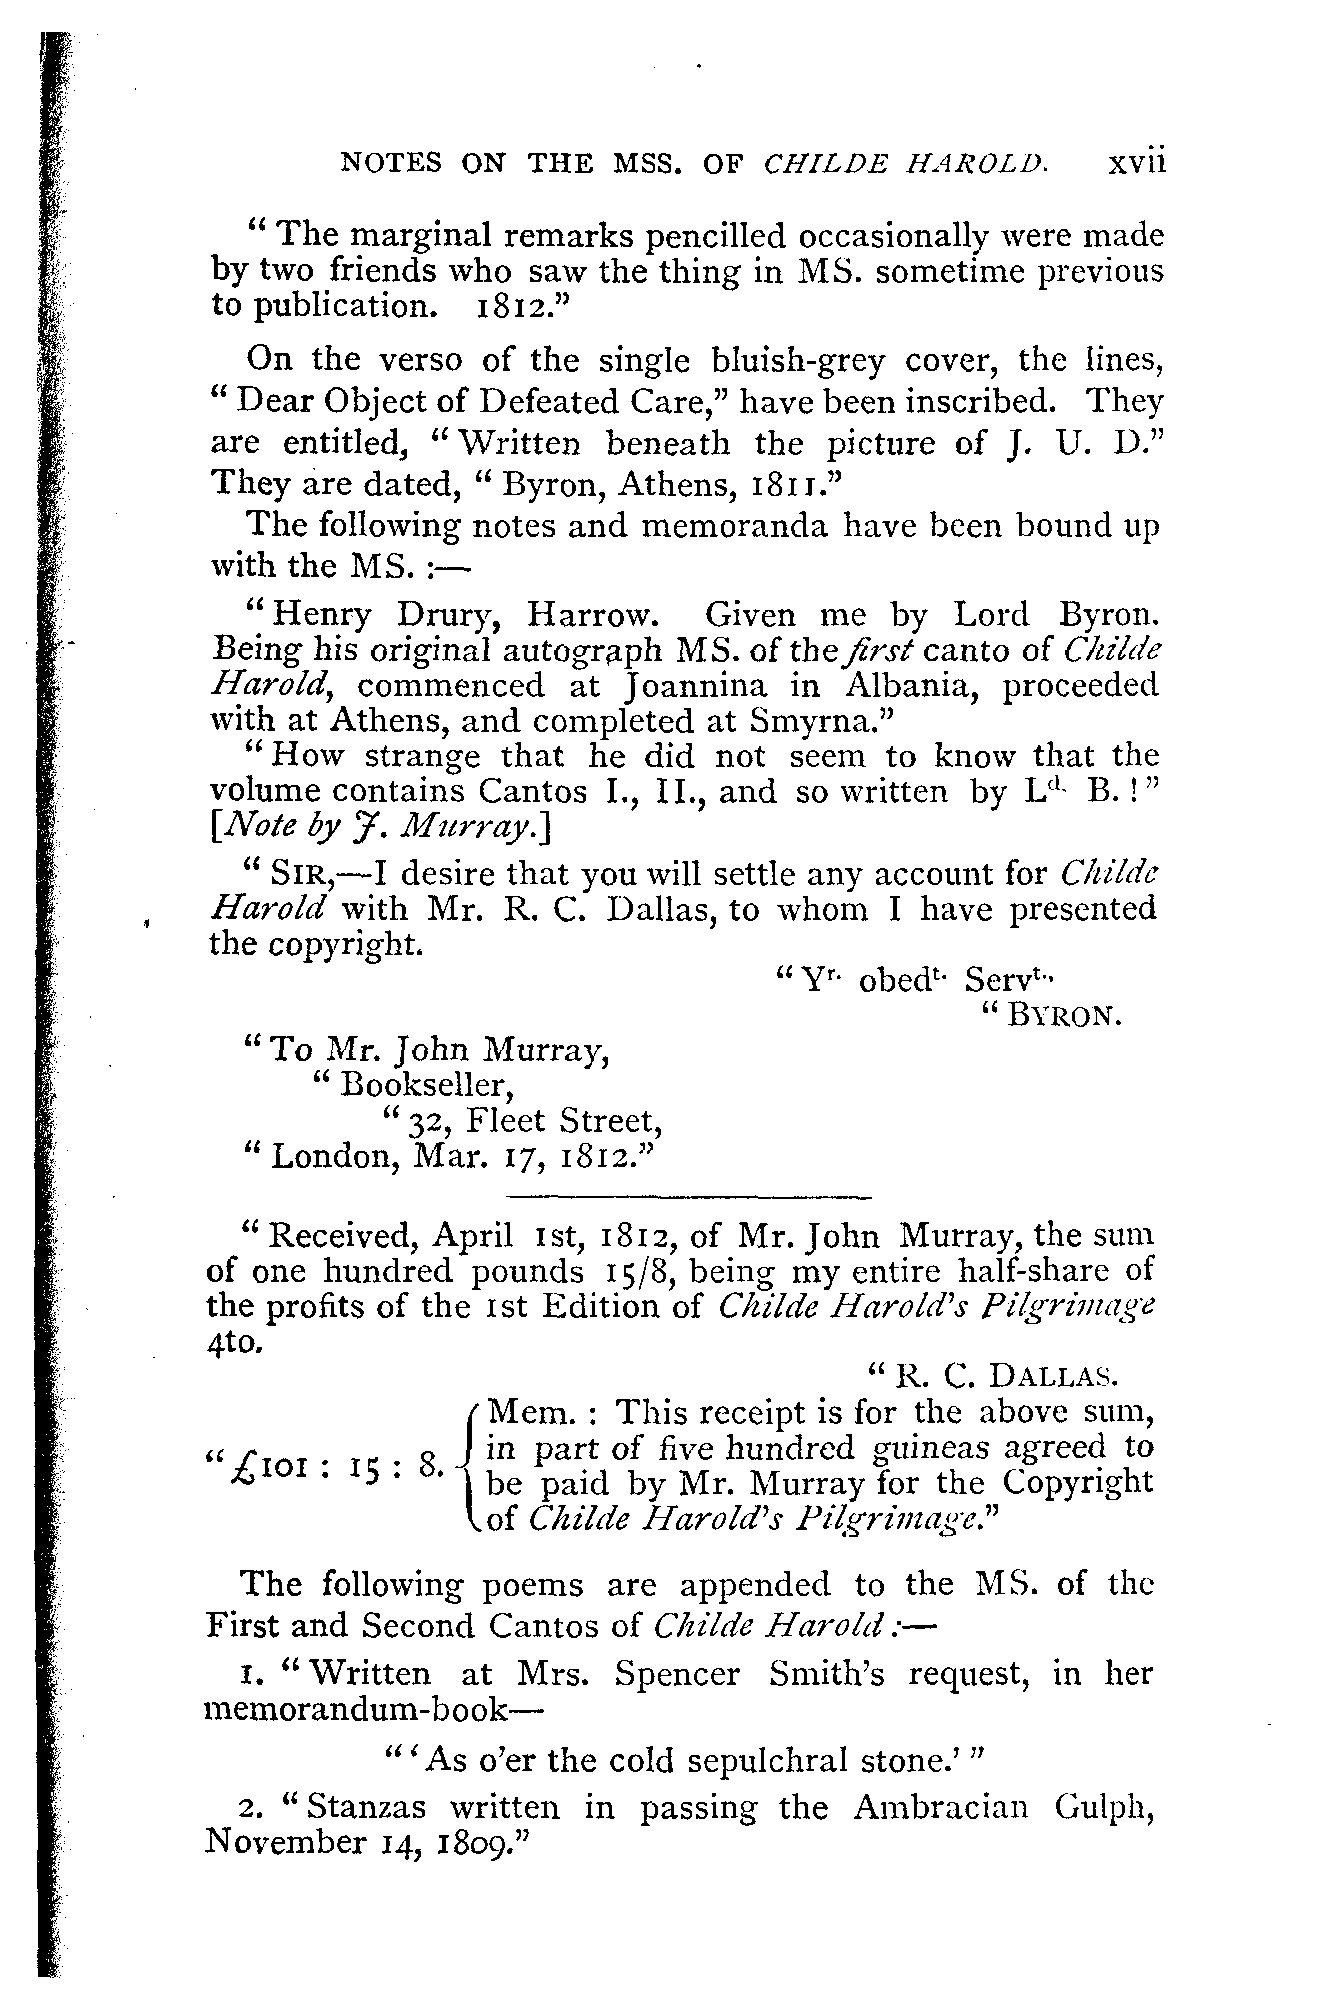 NOTES ON THE MSS. OF CHILDE HAROLD. xvii
“ The marginal remarks pencilled occasionally were made
by two friends who saw the thing in MS. sometime previous
to publication. 1812.”
On the verso of the single bluish-grey cover, the lines,
“ Dear Object of Defeated Care,” have been inscribed. They
are entitled, “ Written beneath the picture of J. U. D.”
They are dated, “ Byron, Athens, 1811.”
The following notes and memoranda have been bound up
with the MS. :—
“ Henry Drury, Harrow. Given me by Lord Byron.
Being his original autograph MS. of the first canto of Childe
Harold, commenced at Joannina in Albania, proceeded
with at Athens, and completed at Smyrna.”
“ How strange that he did not seem to know that the
volume contains Cantos I., II., and so written by Ld. B. ! ”
[Note by J. Murray.]
“ SIR,—I desire that you will settle any account for Childe
Harold with Mr. R. C. Dallas, to whom I have presented
the copyright.
“ Yr. obedt. Servt.,
“ BYRON.
“ To Mr. John Murray,
“ Bookseller,
“ 32, Fleet Street,
“ London, Mar. 17, 1812.”
“ Received, April 1st, 1812, of Mr. John Murray, the sum
of one hundred pounds 15/8, being my entire half-share of
the profits of the 1st Edition of Childe Harold's Pilgrimage
4to.
“ R. C. DALLAS.
“ £101 : 15 : 8.
Mem. : This receipt is for the above sum,
in part of five hundred guineas agreed to
be paid by Mr. Murray for the Copyright
of Childe Harold's Pilgrimage.”
The following poems are appended to the MS. of the
First and Second Cantos of Childe Harold :—
1. “ Written at Mrs. Spencer Smith's request, in her
memorandum-book—
“ ‘ As o'er the cold sepulchral stone.’ ”
2. “ Stanzas written in passing the Ambracian Gulph,
November 14, 1809.”